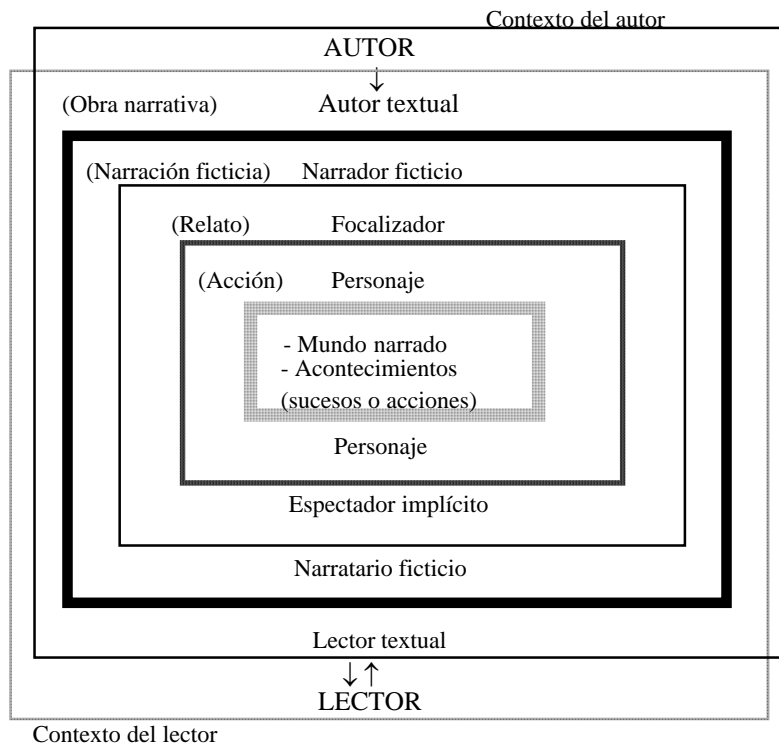 Contexto del autor
AUTOR
↓
(Obra narrativa) Autor textual
(Narración ficticia) Narrador ficticio
(Relato) Focalizador
(Acción) Personaje
- Mundo narrado
- Acontecimientos
(sucesos o acciones)
Personaje
Espectador implícito
Narratario ficticio
Lector textual
↓↑
LECTOR
Contexto del lector